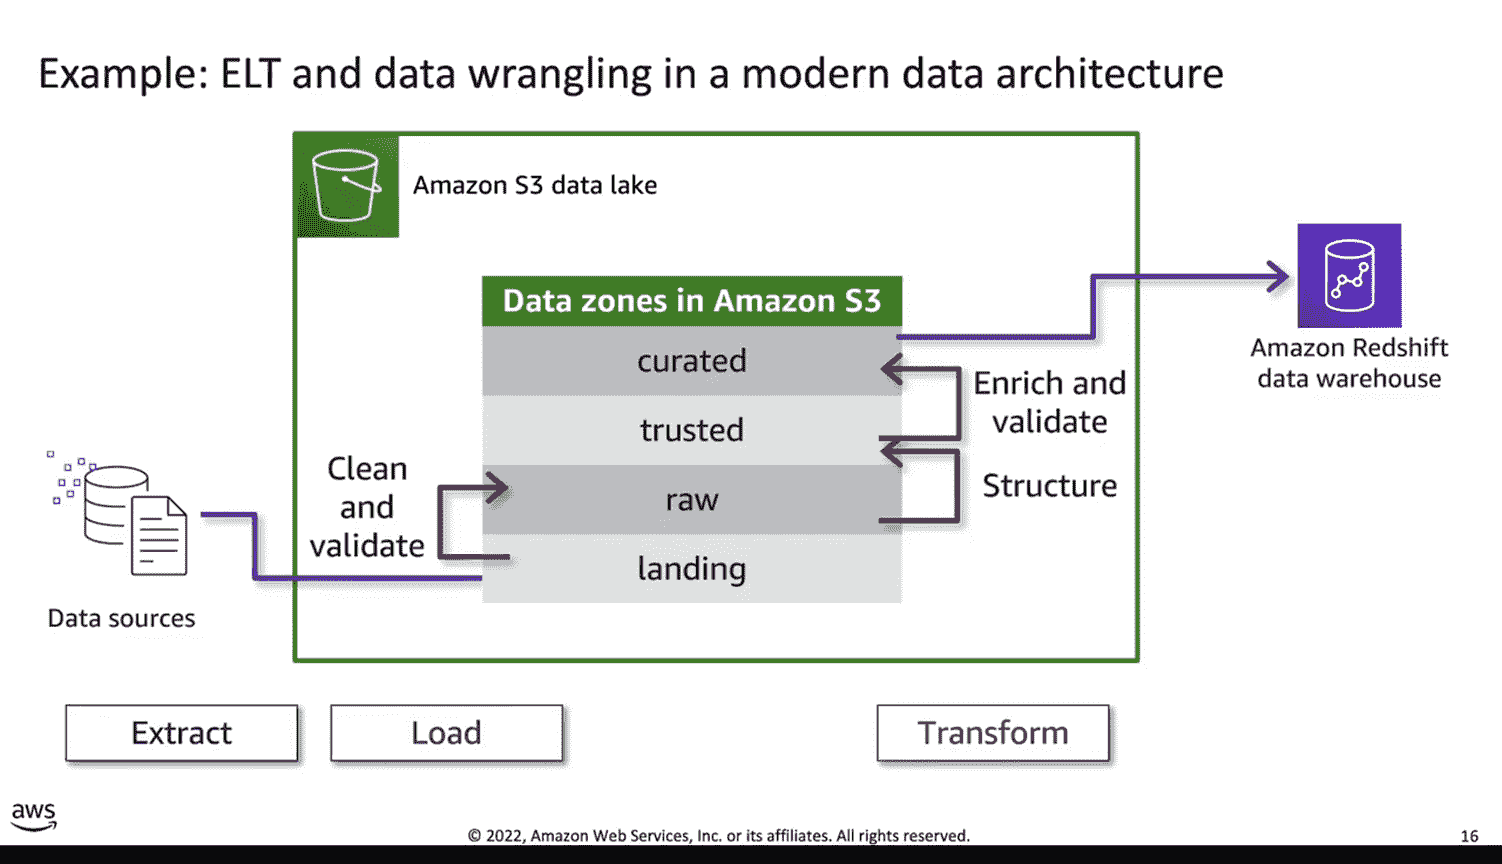 Example: ELT and data wrangling in a modern data architecture
Amazon S3 data lake
Data zones in Amazon S3
curated
trusted
raw
landing
Clean
and
validate
Enrich and
validate
Structure
Data sources
Amazon Redshift
data warehouse
Extract
Load
Transform
aws
© 2022, Amazon Web Services, Inc. or its affiliates. All rights reserved.
16